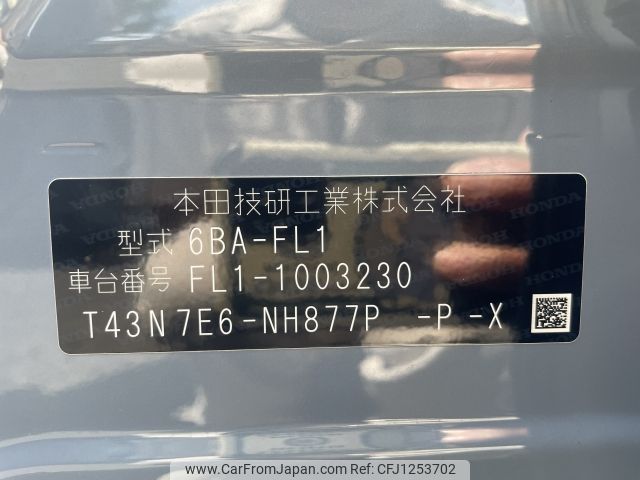 本田技研工業株式会社
型式 6BA-FL1
車台番号 FL1-1003230
T43N7E6-NH877P -P-X
www.CarFromJapan.com | CFJ1253702